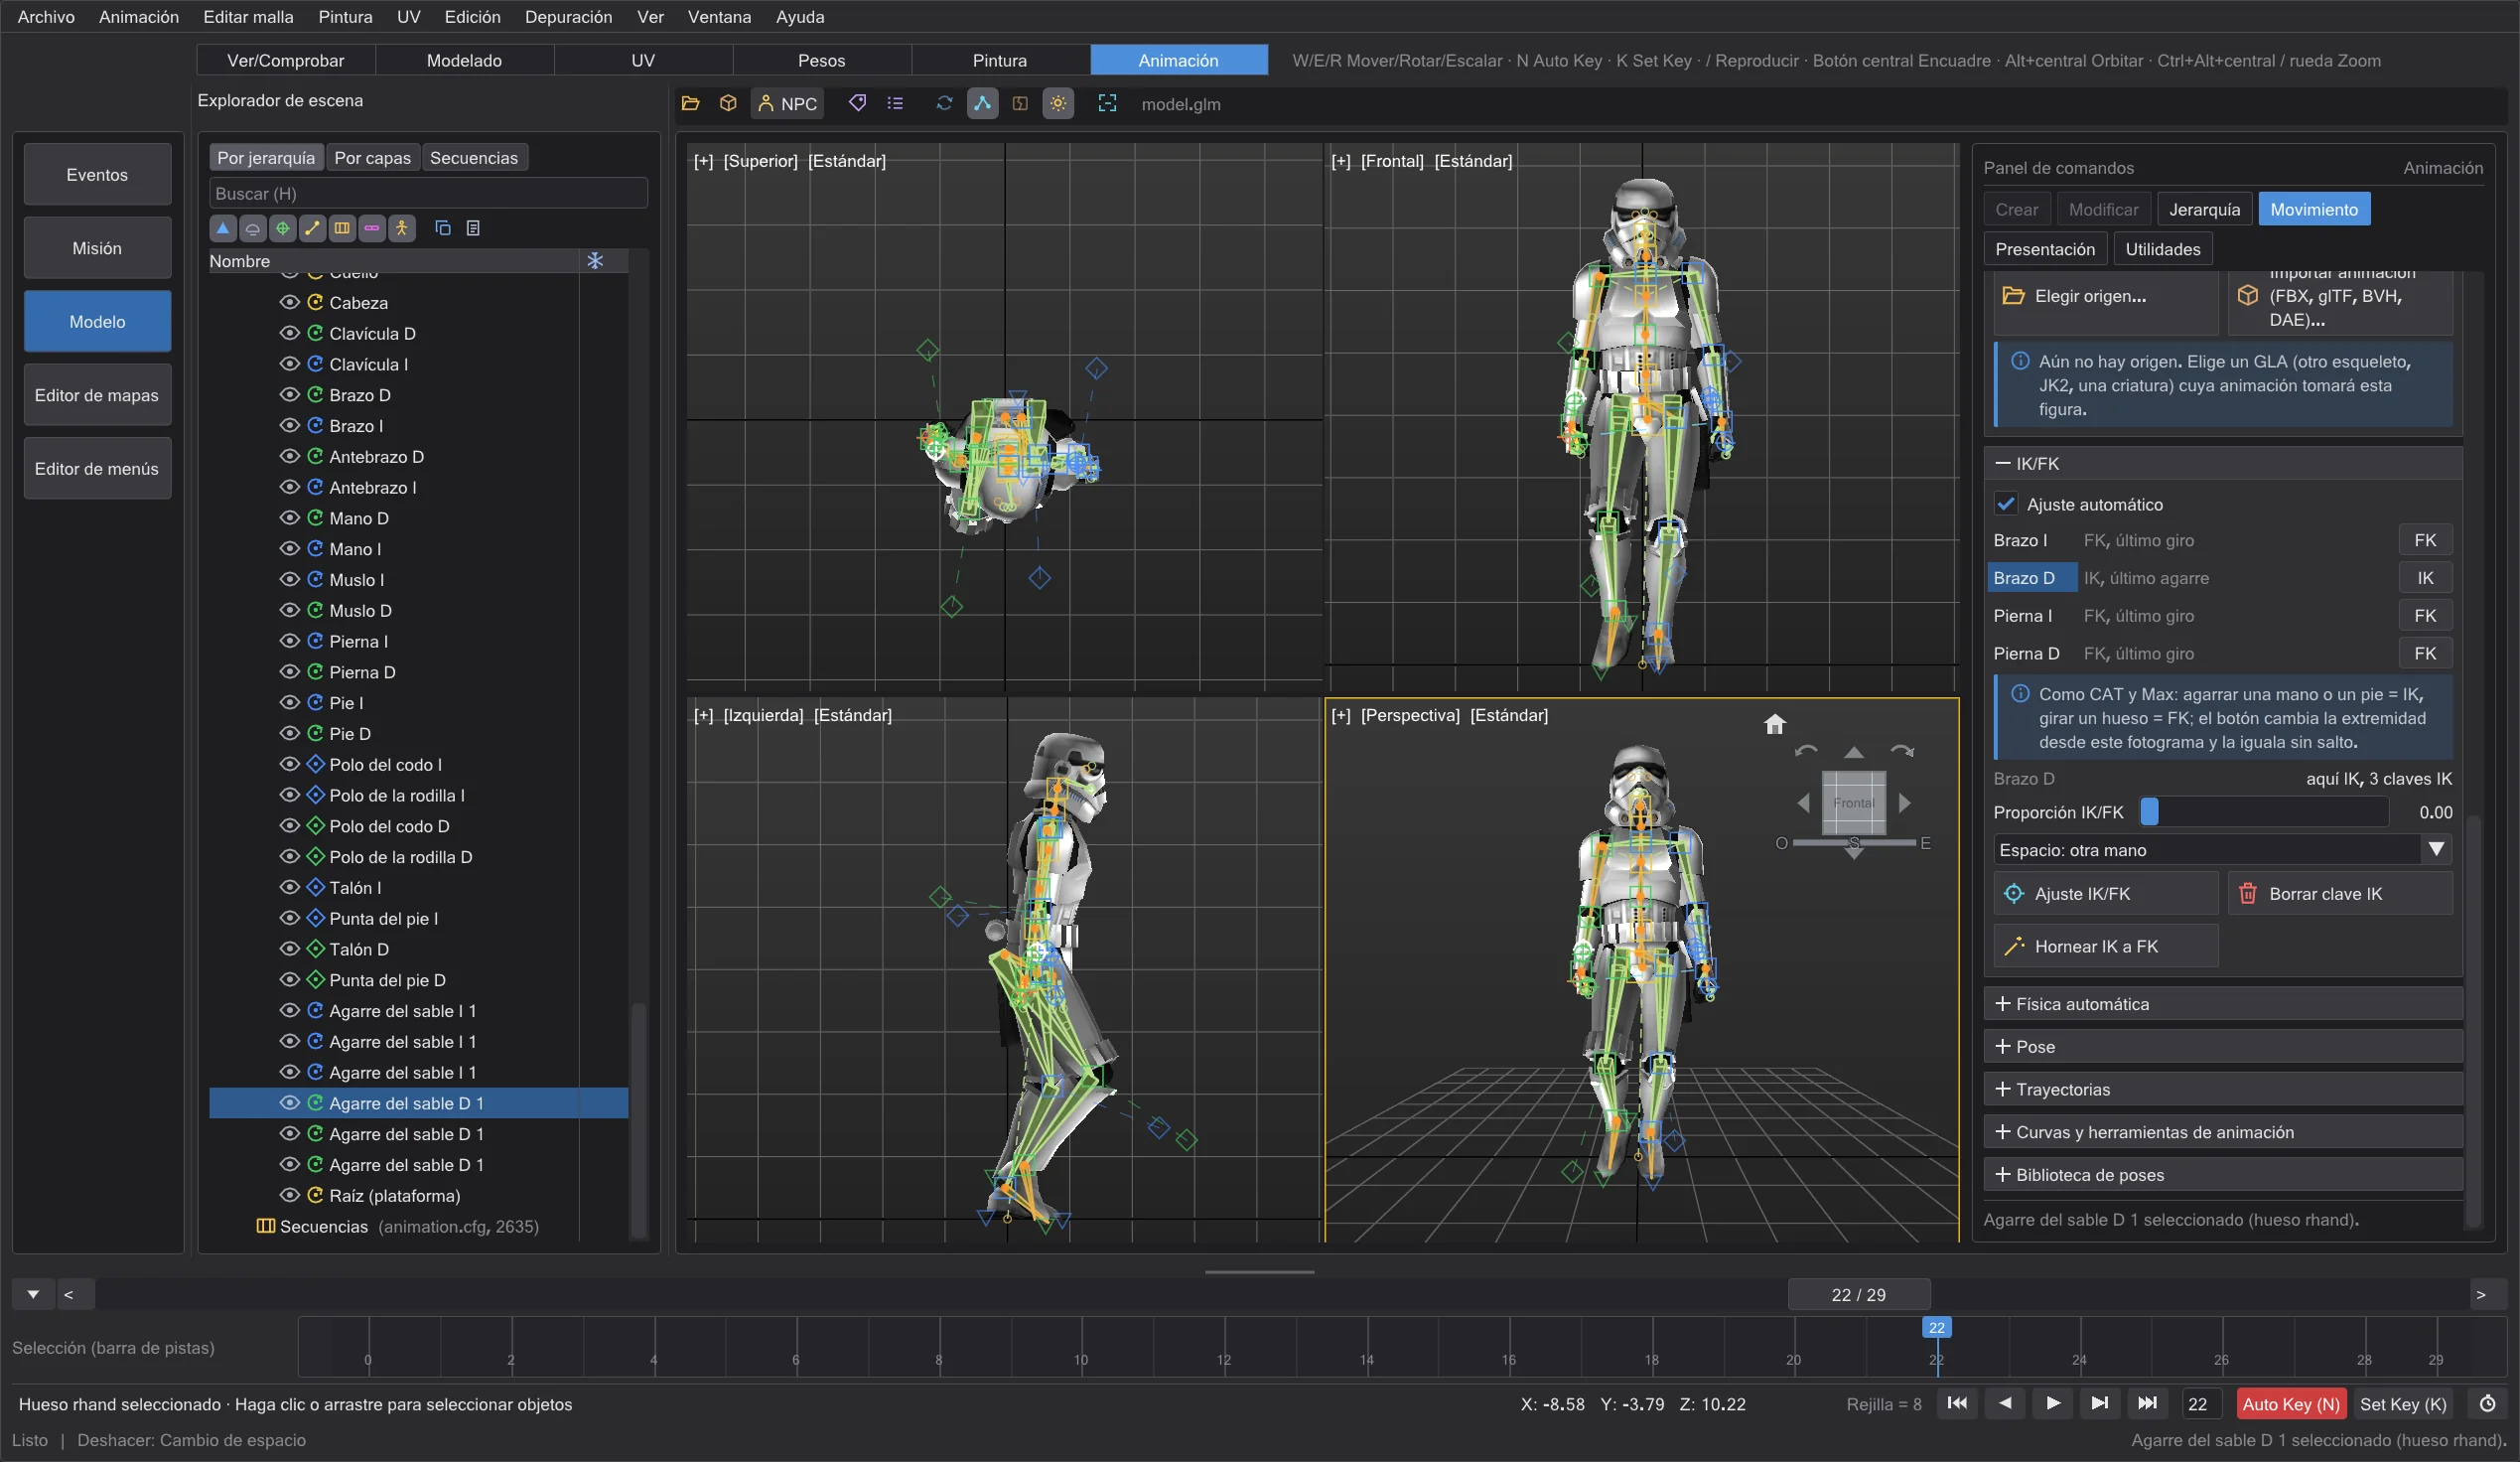 Archivo Animación Editar malla Pintura UV Edición Depuración Ver Ventana Ayuda
Ver/Comprobar Modelado UV Pesos Pintura Animación W/E/R Mover/Rotar/Escalar · N Auto Key · K Set Key · / Reproducir · Botón central Encuadre · Alt+central Orbitar · Ctrl+Alt+central / rueda Zoom
Explorador de escena
NPC model.glm
Eventos
Misión
Modelo
Editor de mapas
Editor de menús
Por jerarquía Por capas Secuencias
Buscar (H)
Nombre
Cuello
Cabeza
Clavícula D
Clavícula I
Brazo D
Brazo I
Antebrazo D
Antebrazo I
Mano D
Mano I
Muslo I
Muslo D
Pierna I
Pierna D
Pie I
Pie D
Polo del codo I
Polo de la rodilla I
Polo del codo D
Polo de la rodilla D
Talón I
Punta del pie I
Talón D
Punta del pie D
Agarre del sable I 1
Agarre del sable I 1
Agarre del sable I 1
Agarre del sable D 1
Agarre del sable D 1
Agarre del sable D 1
Raíz (plataforma)
Secuencias (animation.cfg, 2635)
[+] [Superior] [Estándar]
[+] [Frontal] [Estándar]
[+] [Izquierda] [Estándar]
[+] [Perspectiva] [Estándar]
Frontal
O S E
Panel de comandos Animación
Crear Modificar Jerarquía Movimiento
Presentación Utilidades
Elegir origen...
Importar animación
(FBX, glTF, BVH,
DAE)...
Aún no hay origen. Elige un GLA (otro esqueleto,
JK2, una criatura) cuya animación tomará esta
figura.
IK/FK
Ajuste automático
Brazo I FK, último giro FK
Brazo D IK, último agarre IK
Pierna I FK, último giro FK
Pierna D FK, último giro FK
Como CAT y Max: agarrar una mano o un pie = IK,
girar un hueso = FK; el botón cambia la extremidad
desde este fotograma y la iguala sin salto.
Brazo D aquí IK, 3 claves IK
Proporción IK/FK 0.00
Espacio: otra mano
Ajuste IK/FK Borrar clave IK
Hornear IK a FK
Física automática
Pose
Trayectorias
Curvas y herramientas de animación
Biblioteca de poses
Agarre del sable D 1 seleccionado (hueso rhand).
< 22 / 29 >
22
Selección (barra de pistas)
0 2 4 6 8 10 12 14 16 18 20 22 24 26 28 29
Hueso rhand seleccionado · Haga clic o arrastre para seleccionar objetos X: -8.58 Y: -3.79 Z: 10.22 Rejilla = 8 22 Auto Key (N) Set Key (K)
Listo | Deshacer: Cambio de espacio Agarre del sable D 1 seleccionado (hueso rhand).